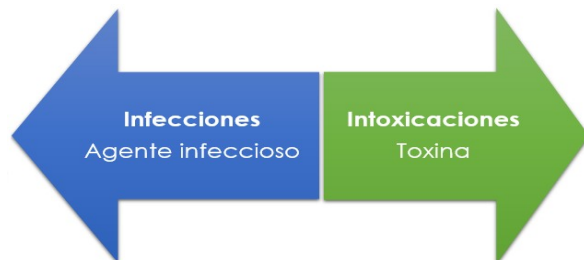 Infecciones
Agente infeccioso
Intoxicaciones
Toxina